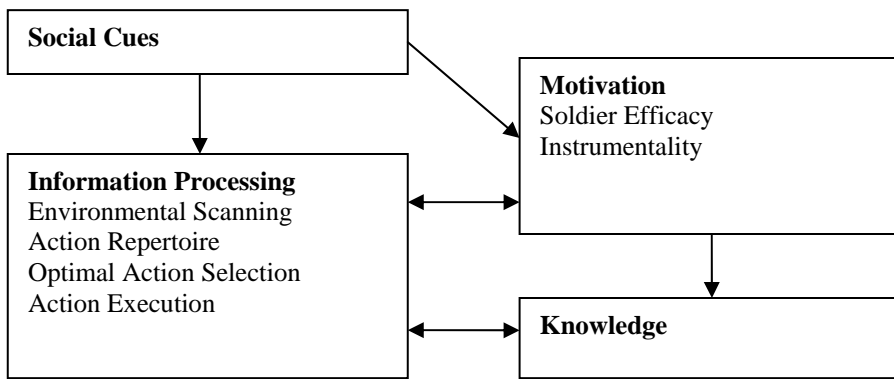 Social Cues
Motivation
Soldier Efficacy
Instrumentality
Information Processing
Environmental Scanning
Action Repertoire
Optimal Action Selection
Action Execution
Knowledge